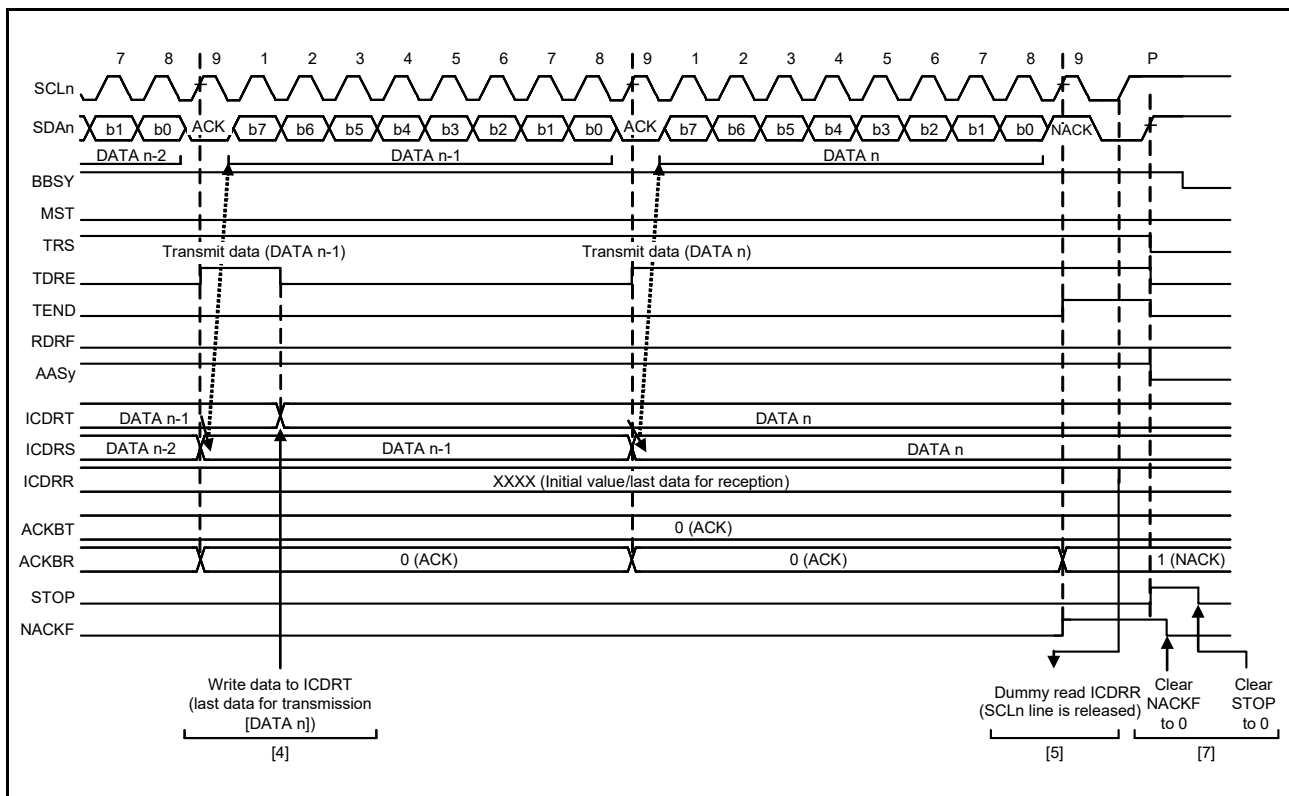 7 8 9 1 2 3 4 5 6 7 8 9 1 2 3 4 5 6 7 8 9 P
SCLn
SDAn b1 b0 ACK b7 b6 b5 b4 b3 b2 b1 b0 ACK b7 b6 b5 b4 b3 b2 b1 b0 NACK
DATA n-2 DATA n-1 DATA n
BBSY
MST
TRS
Transmit data (DATA n-1) Transmit data (DATA n)
TDRE
TEND
RDRF
AASy
ICDRT DATA n-1 DATA n
ICDRS DATA n-2 DATA n-1 DATA n
ICDRR XXXX (Initial value/last data for reception)
ACKBT 0 (ACK)
ACKBR 0 (ACK) 0 (ACK) 1 (NACK)
STOP
NACKF
Write data to ICDRT
(last data for transmission
[DATA n])
[4]
Dummy read ICDRR
(SCLn line is released)
[5]
Clear
NACKF
to 0
Clear
STOP
to 0
[7]